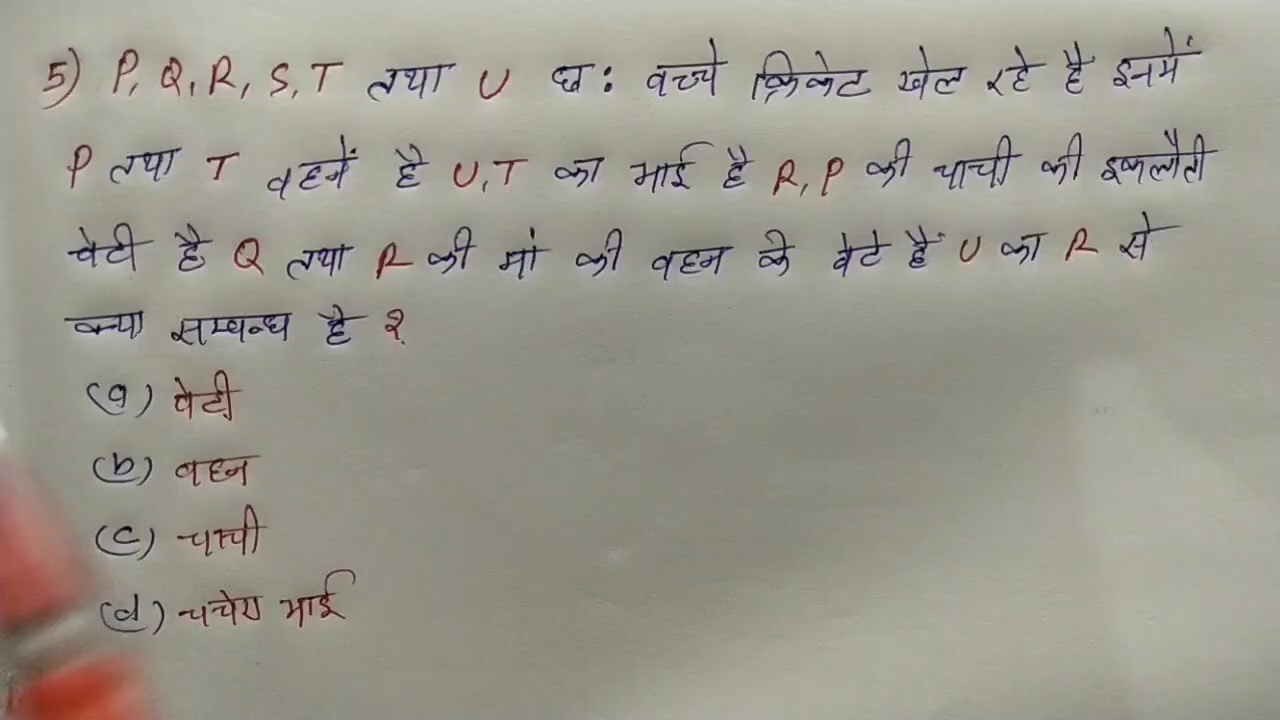 5) P, Q, R, S, T तथा U छ: बच्चे क्रिकेट खेल रहे है इनमें
P तथा T बहनें है U, T का भाई है R, P की चाची की इकलौती
बेटी है Q तथा R की मां की बहन के बेटे है U का R से
क्या सम्बन्ध है ?
(a) बेटी
(b) बहन
(c) चाची
(d) चचेरा भाई